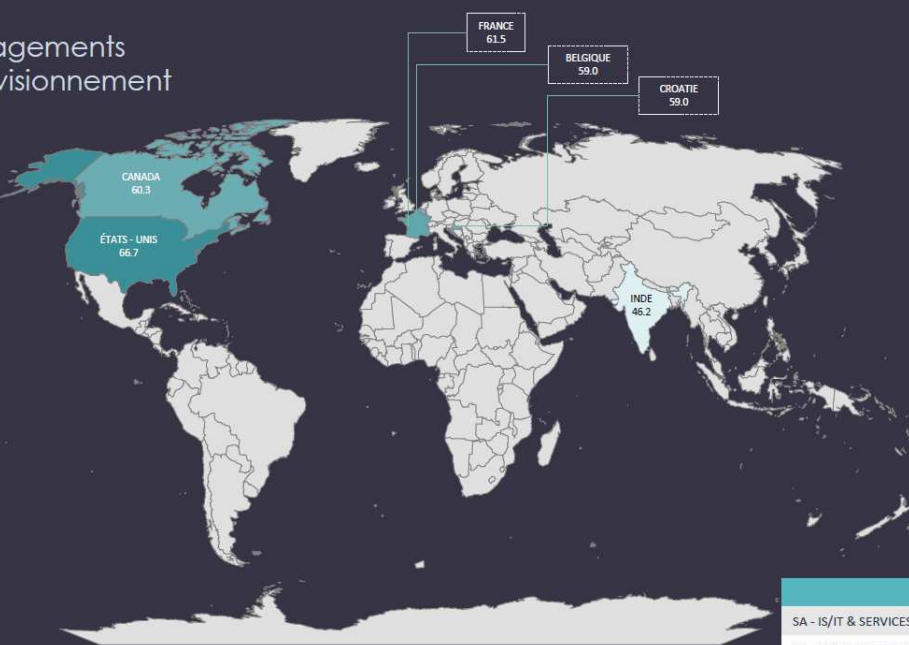 agements
visionnement
FRANCE
61.5
BELGIQUE
59.0
CROATIE
59.0
CANADA
60.3
ÉTATS - UNIS
66.7
INDE
46.2
SA - IS/IT & SERVICES